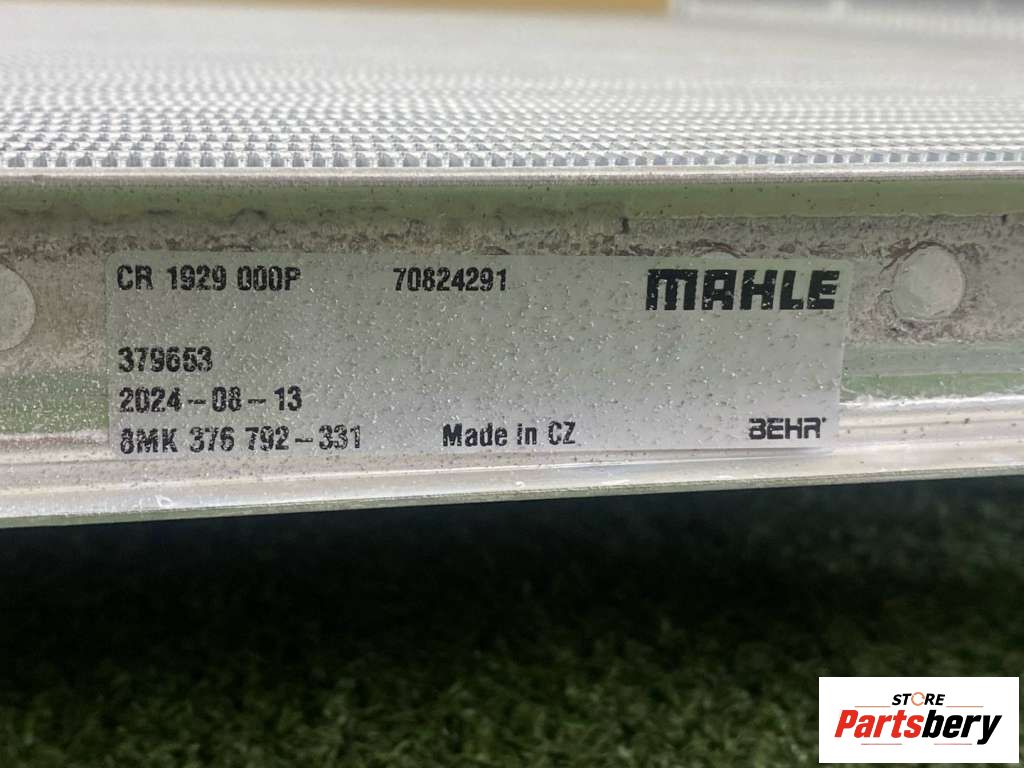 CR 1929 000P 70824291 MAHLE
379653
2024-08-13
8MK 376 792-331 Made in CZ BEHR®
STORE
Partsbery